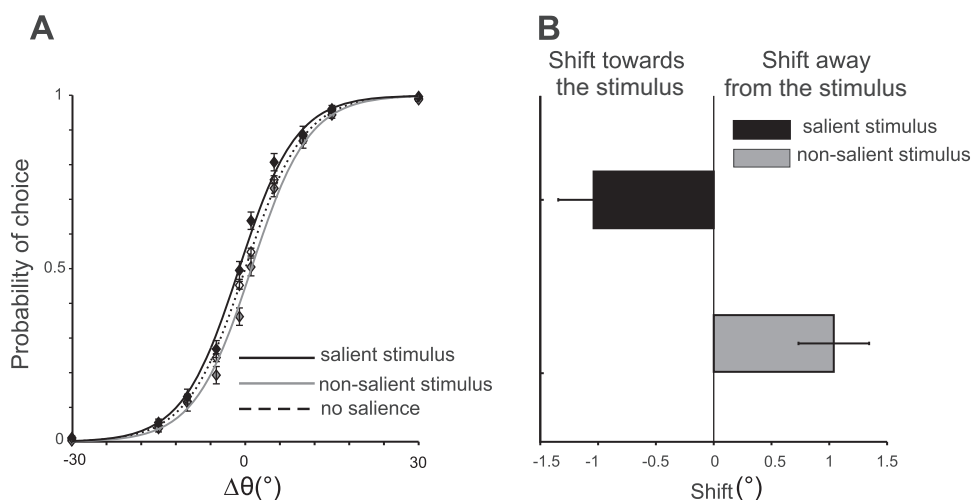 A
Probability of choice
1
0.5
0
-30
0
30
Δθ(°)
salient stimulus
non-salient stimulus
no salience
B
Shift towards
the stimulus
Shift away
from the stimulus
salient stimulus
non-salient stimulus
-1.5
-1
-0.5
0
0.5
1
1.5
Shift(°)